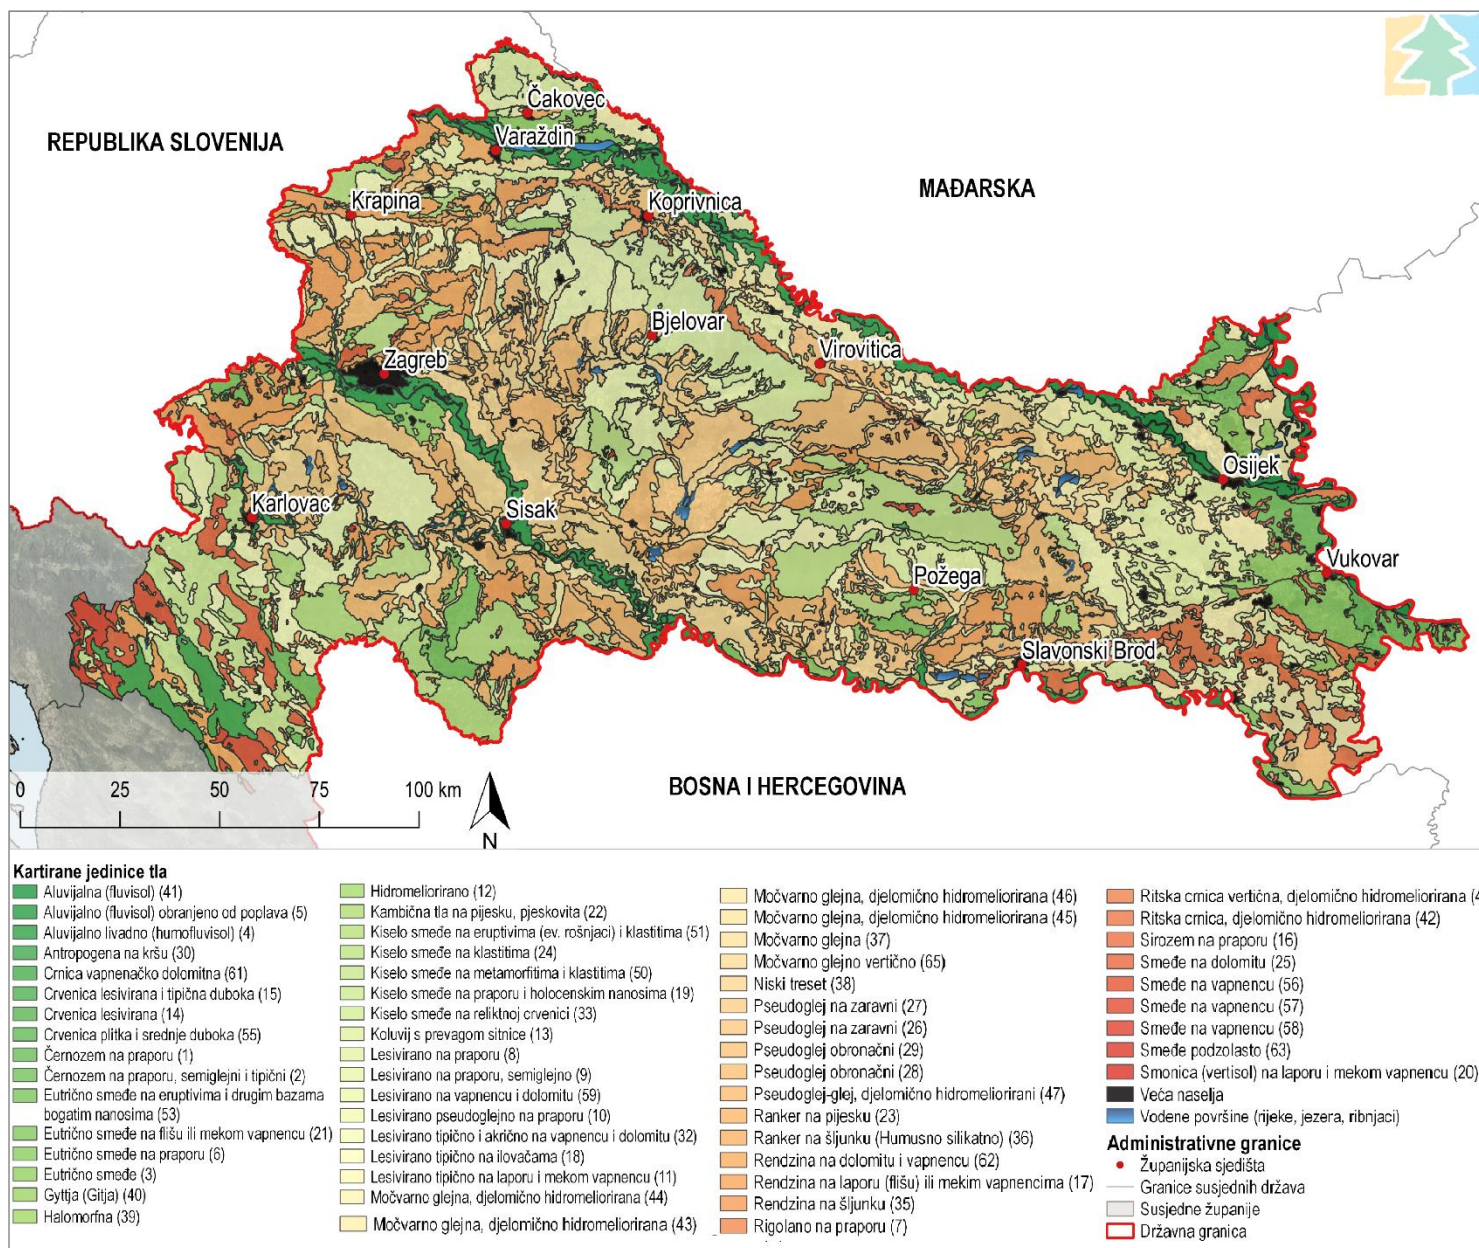 REPUBLIKA SLOVENIJA
MAĐARSKA
BOSNA I HERCEGOVINA
Čakovec
Varaždin
Krapina
Koprivnica
Bjelovar
Virovitica
Zagreb
Osijek
Karlovac
Sisak
Vukovar
Požega
Slavonski Brod
0 25 50 75 100 km
N
Kartirane jedinice tla
Aluvijalna (fluvisol) (41)
Aluvijalno (fluvisol) obranjeno od poplava (5)
Aluvijalno livadno (humofluvisol) (4)
Antropogena na kršu (30)
Crnica vapnenačko dolomitna (61)
Crvenica lesivirana i tipična duboka (15)
Crvenica lesivirana (14)
Crvenica plitka i srednje duboka (55)
Černozem na praporu (1)
Černozem na praporu, semiglejni i tipični (2)
Eutrično smeđe na eruptivima i drugim bazama
bogatim nanosima (53)
Eutrično smeđe na flišu ili mekom vapnencu (21)
Eutrično smeđe na praporu (6)
Eutrično smeđe (3)
Gyttja (Gitja) (40)
Halomorfna (39)
Hidromeliorirano (12)
Kambična tla na pijesku, pjeskovita (22)
Kiselo smeđe na eruptivima (ev. rošnjaci) i klastitima (51)
Kiselo smeđe na klastitima (24)
Kiselo smeđe na metamorfitima i klastitima (50)
Kiselo smeđe na praporu i holocenskim nanosima (19)
Kiselo smeđe na reliktnoj crvenici (33)
Koluvij s prevagom sitnice (13)
Lesivirano na praporu (8)
Lesivirano na praporu, semiglejno (9)
Lesivirano na vapnencu i dolomitu (59)
Lesivirano pseudoglejno na praporu (10)
Lesivirano tipično i akrično na vapnencu i dolomitu (32)
Lesivirano tipično na ilovačama (18)
Lesivirano tipično na laporu i mekom vapnencu (11)
Močvarno glejna, djelomično hidromeliorirana (44)
Močvarno glejna, djelomično hidromeliorirana (43)
Močvarno glejna, djelomično hidromeliorirana (46)
Močvarno glejna, djelomično hidromeliorirana (45)
Močvarno glejna (37)
Močvarno glejno vertično (65)
Niski treset (38)
Pseudoglej na zaravni (27)
Pseudoglej na zaravni (26)
Pseudoglej obronačni (29)
Pseudoglej obronačni (28)
Pseudoglej-glej, djelomično hidromeliorirani (47)
Ranker na pijesku (23)
Ranker na šljunku (Humusno silikatno) (36)
Rendzina na dolomitu i vapnencu (62)
Rendzina na laporu (flišu) ili mekim vapnencima (17)
Rendzina na šljunku (35)
Rigolano na praporu (7)
Ritska crnica vertična, djelomično hidromeliorirana (4
Ritska crnica, djelomično hidromeliorirana (42)
Sirozem na praporu (16)
Smeđe na dolomitu (25)
Smeđe na vapnencu (56)
Smeđe na vapnencu (57)
Smeđe na vapnencu (58)
Smeđe podzolasto (63)
Smonica (vertisol) na laporu i mekom vapnencu (20)
Veća naselja
Vodene površine (rijeke, jezera, ribnjaci)
Administrativne granice
Županijska sjedišta
Granice susjednih država
Susjedne županije
Državna granica